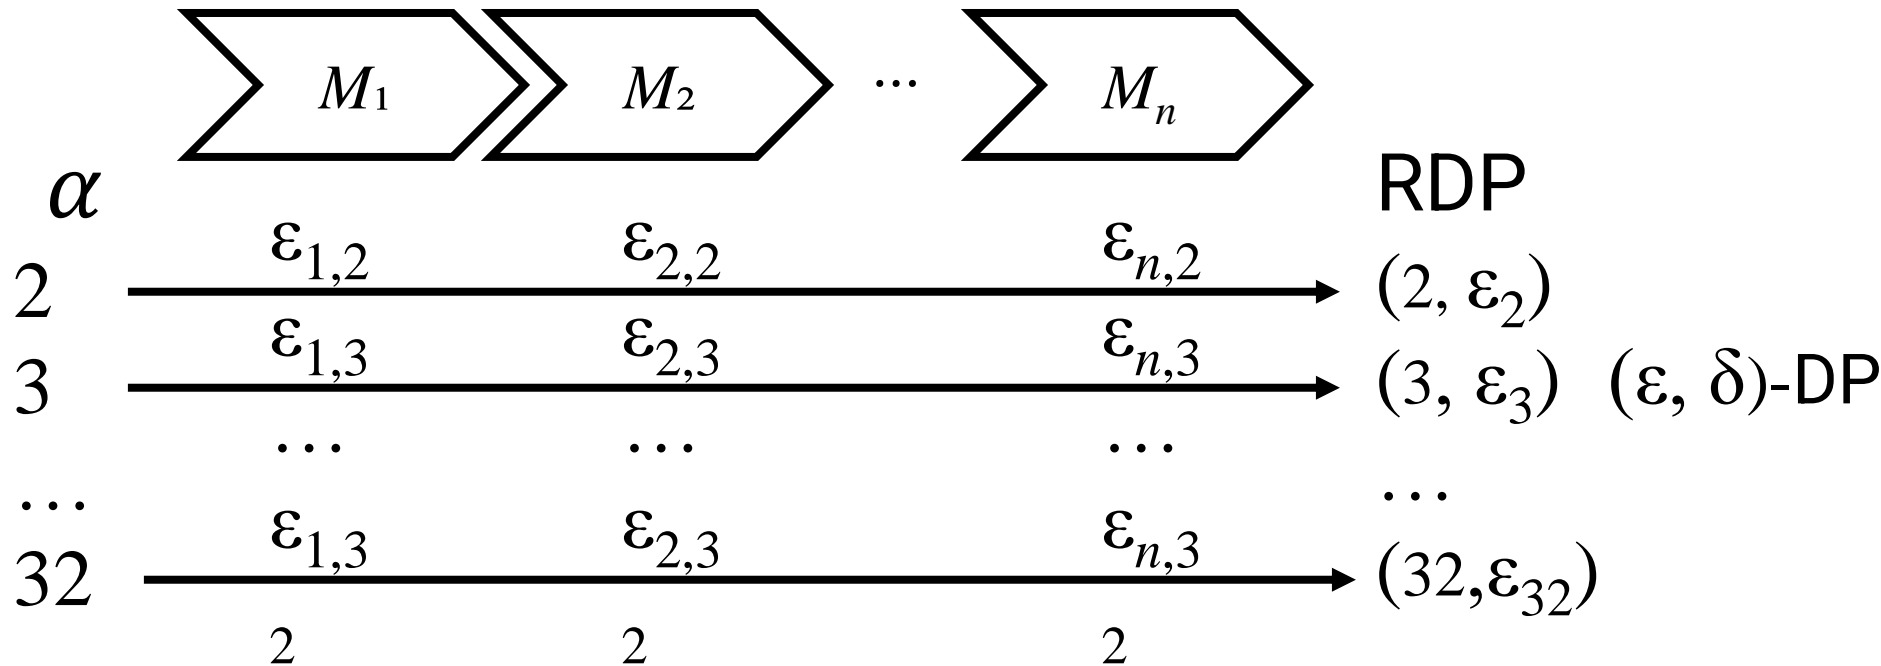 M₁ M₂ ... Mₙ
α RDP
ε₁,₂ ε₂,₂ εₙ,₂
2 (2, ε₂)
ε₁,₃ ε₂,₃ εₙ,₃
3 (3, ε₃) (ε, δ)-DP
... ... ...
... ...
ε₁,₃ ε₂,₃ εₙ,₃
32 (32,ε₃₂)
2 2 2